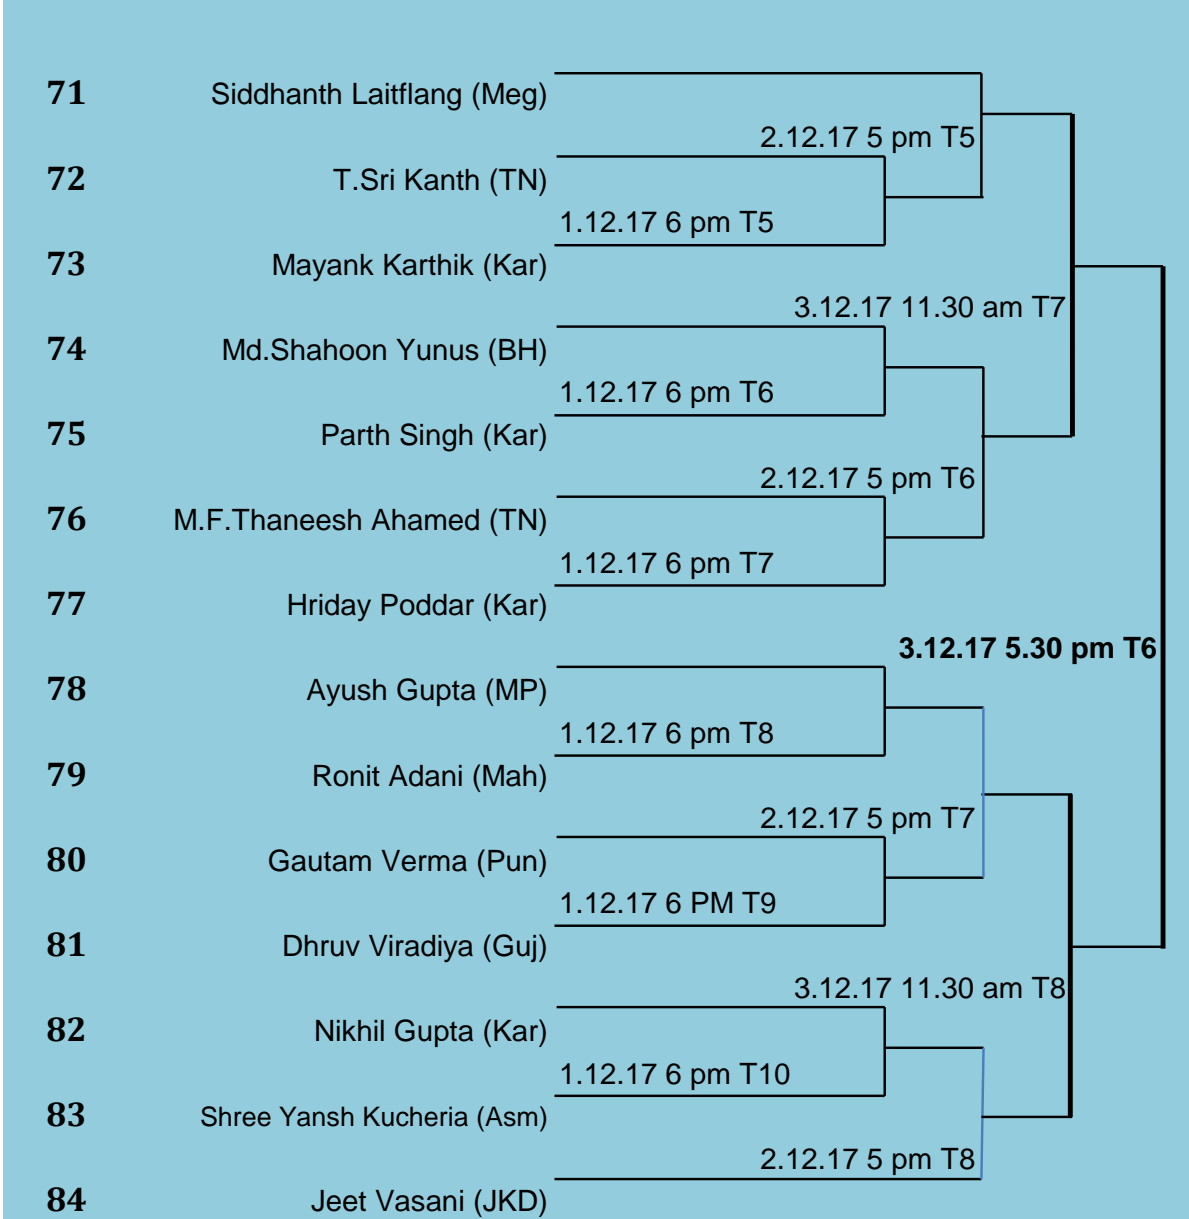 71 Siddhanth Laitflang (Meg)
2.12.17 5 pm T5
72 T.Sri Kanth (TN)
1.12.17 6 pm T5
73 Mayank Karthik (Kar)
3.12.17 11.30 am T7
74 Md.Shahoon Yunus (BH)
1.12.17 6 pm T6
75 Parth Singh (Kar)
2.12.17 5 pm T6
76 M.F.Thaneesh Ahamed (TN)
1.12.17 6 pm T7
77 Hriday Poddar (Kar)
3.12.17 5.30 pm T6
78 Ayush Gupta (MP)
1.12.17 6 pm T8
79 Ronit Adani (Mah)
2.12.17 5 pm T7
80 Gautam Verma (Pun)
1.12.17 6 PM T9
81 Dhruv Viradiya (Guj)
3.12.17 11.30 am T8
82 Nikhil Gupta (Kar)
1.12.17 6 pm T10
83 Shree Yansh Kucheria (Asm)
2.12.17 5 pm T8
84 Jeet Vasani (JKD)